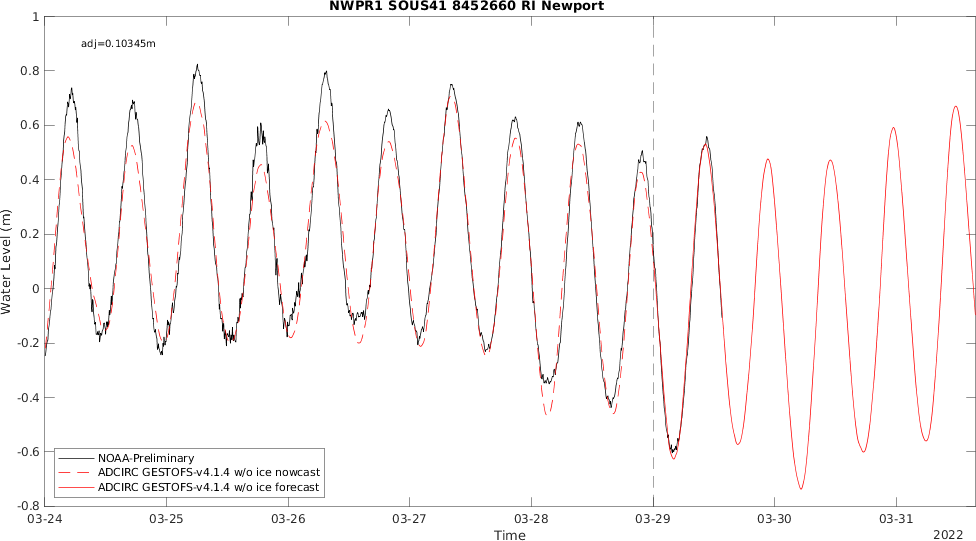 NWPR1 SOUS41 8452660 RI Newport
adj=0.10345m
1
0.8
0.6
0.4
0.2
0
-0.2
-0.4
-0.6
-0.8
Water Level (m)
NOAA-Preliminary
ADCIRC GESTOFS-v4.1.4 w/o ice nowcast
ADCIRC GESTOFS-v4.1.4 w/o ice forecast
03-24 03-25 03-26 03-27 03-28 03-29 03-30 03-31
Time
2022